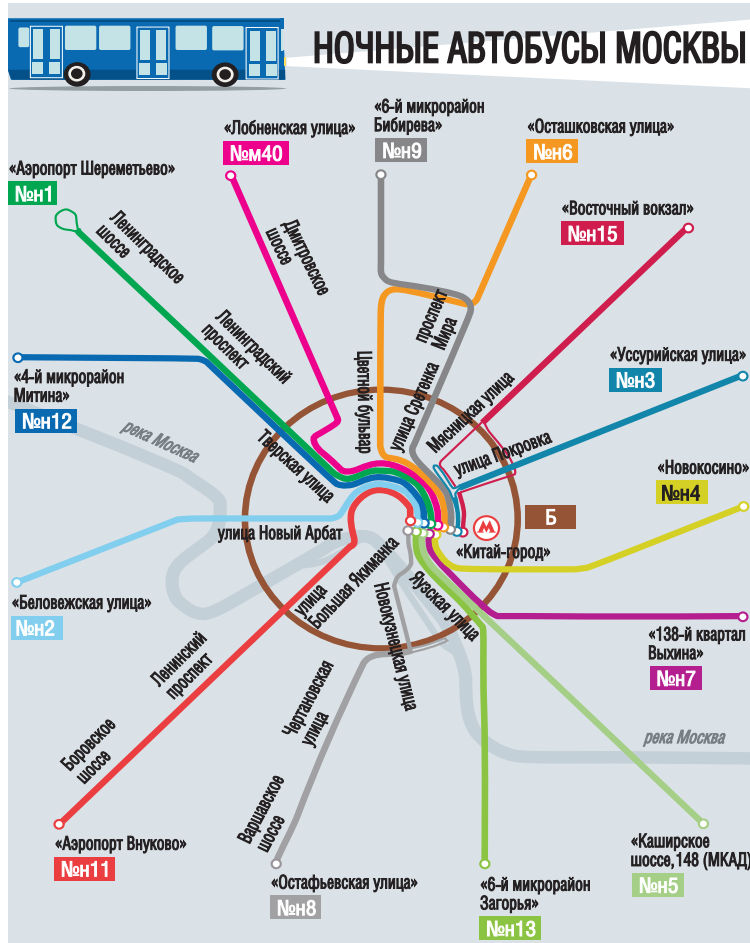 НОЧНЫЕ АВТОБУСЫ МОСКВЫ
«6-й микрорайон
Бибирева»
№н9
«Лобненская улица»
№м40
«Осташковская улица»
№н6
«Аэропорт Шереметьево»
№н1
«Восточный вокзал»
№н15
Ленинградское
шоссе
Дмитровское
шоссе
Ленинградский
проспект
проспект
Мира
«Уссурийская улица»
№н3
«4-й микрорайон
Митина»
№н12
Цветной бульвар
улица Сретенка
Мясницкая улица
улица Покровка
река Москва
Тверская улица
«Новокосино»
№н4
Б
М
«Китай-город»
улица Новый Арбат
«Беловежская улица»
№н2
улица
Большая Якиманка
Новокузнецкая улица
Яузская улица
«138-й квартал
Выхина»
№н7
Ленинский
проспект
Чертановская
улица
Боровское
шоссе
река Москва
Варшавское
шоссе
«Аэропорт Внуково»
№н11
«Остафьевская улица»
№н8
«6-й микрорайон
Загорья»
№н13
«Каширское
шоссе, 148 (МКАД)
№н5